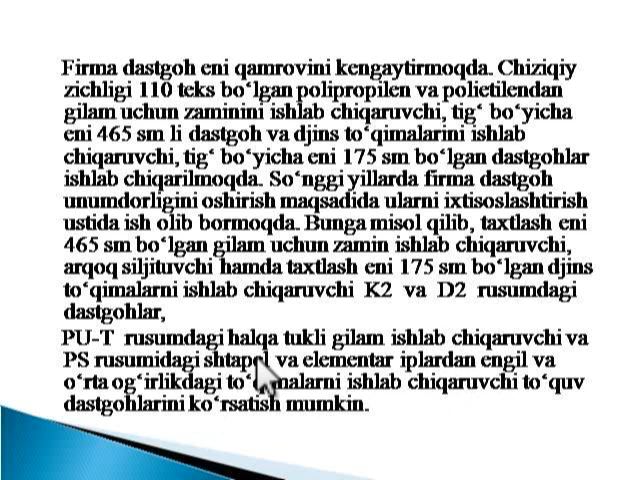 Firma dastgoh eni qamrovini kengaytirmoqda. Chiziqiy
zichligi 110 teks bo‘lgan polipropilen va polietilendan
gilam uchun zaminini ishlab chiqaruvchi, tig‘ bo‘yicha
eni 465 sm li dastgoh va djins to‘qimalarini ishlab
chiqaruvchi, tig‘ bo‘yicha eni 175 sm bo‘lgan dastgohlar
ishlab chiqarilmoqda. So‘nggi yillarda firma dastgoh
unumdorligini oshirish maqsadida ularni ixtisoslashtirish
ustida ish olib bormoqda. Bunga misol qilib, taxtlash eni
465 sm bo‘lgan gilam uchun zamin ishlab chiqaruvchi,
arqoq siljituvchi hamda taxtlash eni 175 sm bo‘lgan djins
to‘qimalarni ishlab chiqaruvchi K2 va D2 rusumdagi
dastgohlar,
PU-T rusumdagi halqa tukli gilam ishlab chiqaruvchi va
PS rusumidagi shtapel va elementar iplardan engil va
o‘rta og‘irlikdagi to‘qimalarni ishlab chiqaruvchi to‘quv
dastgohlarini ko‘rsatish mumkin.